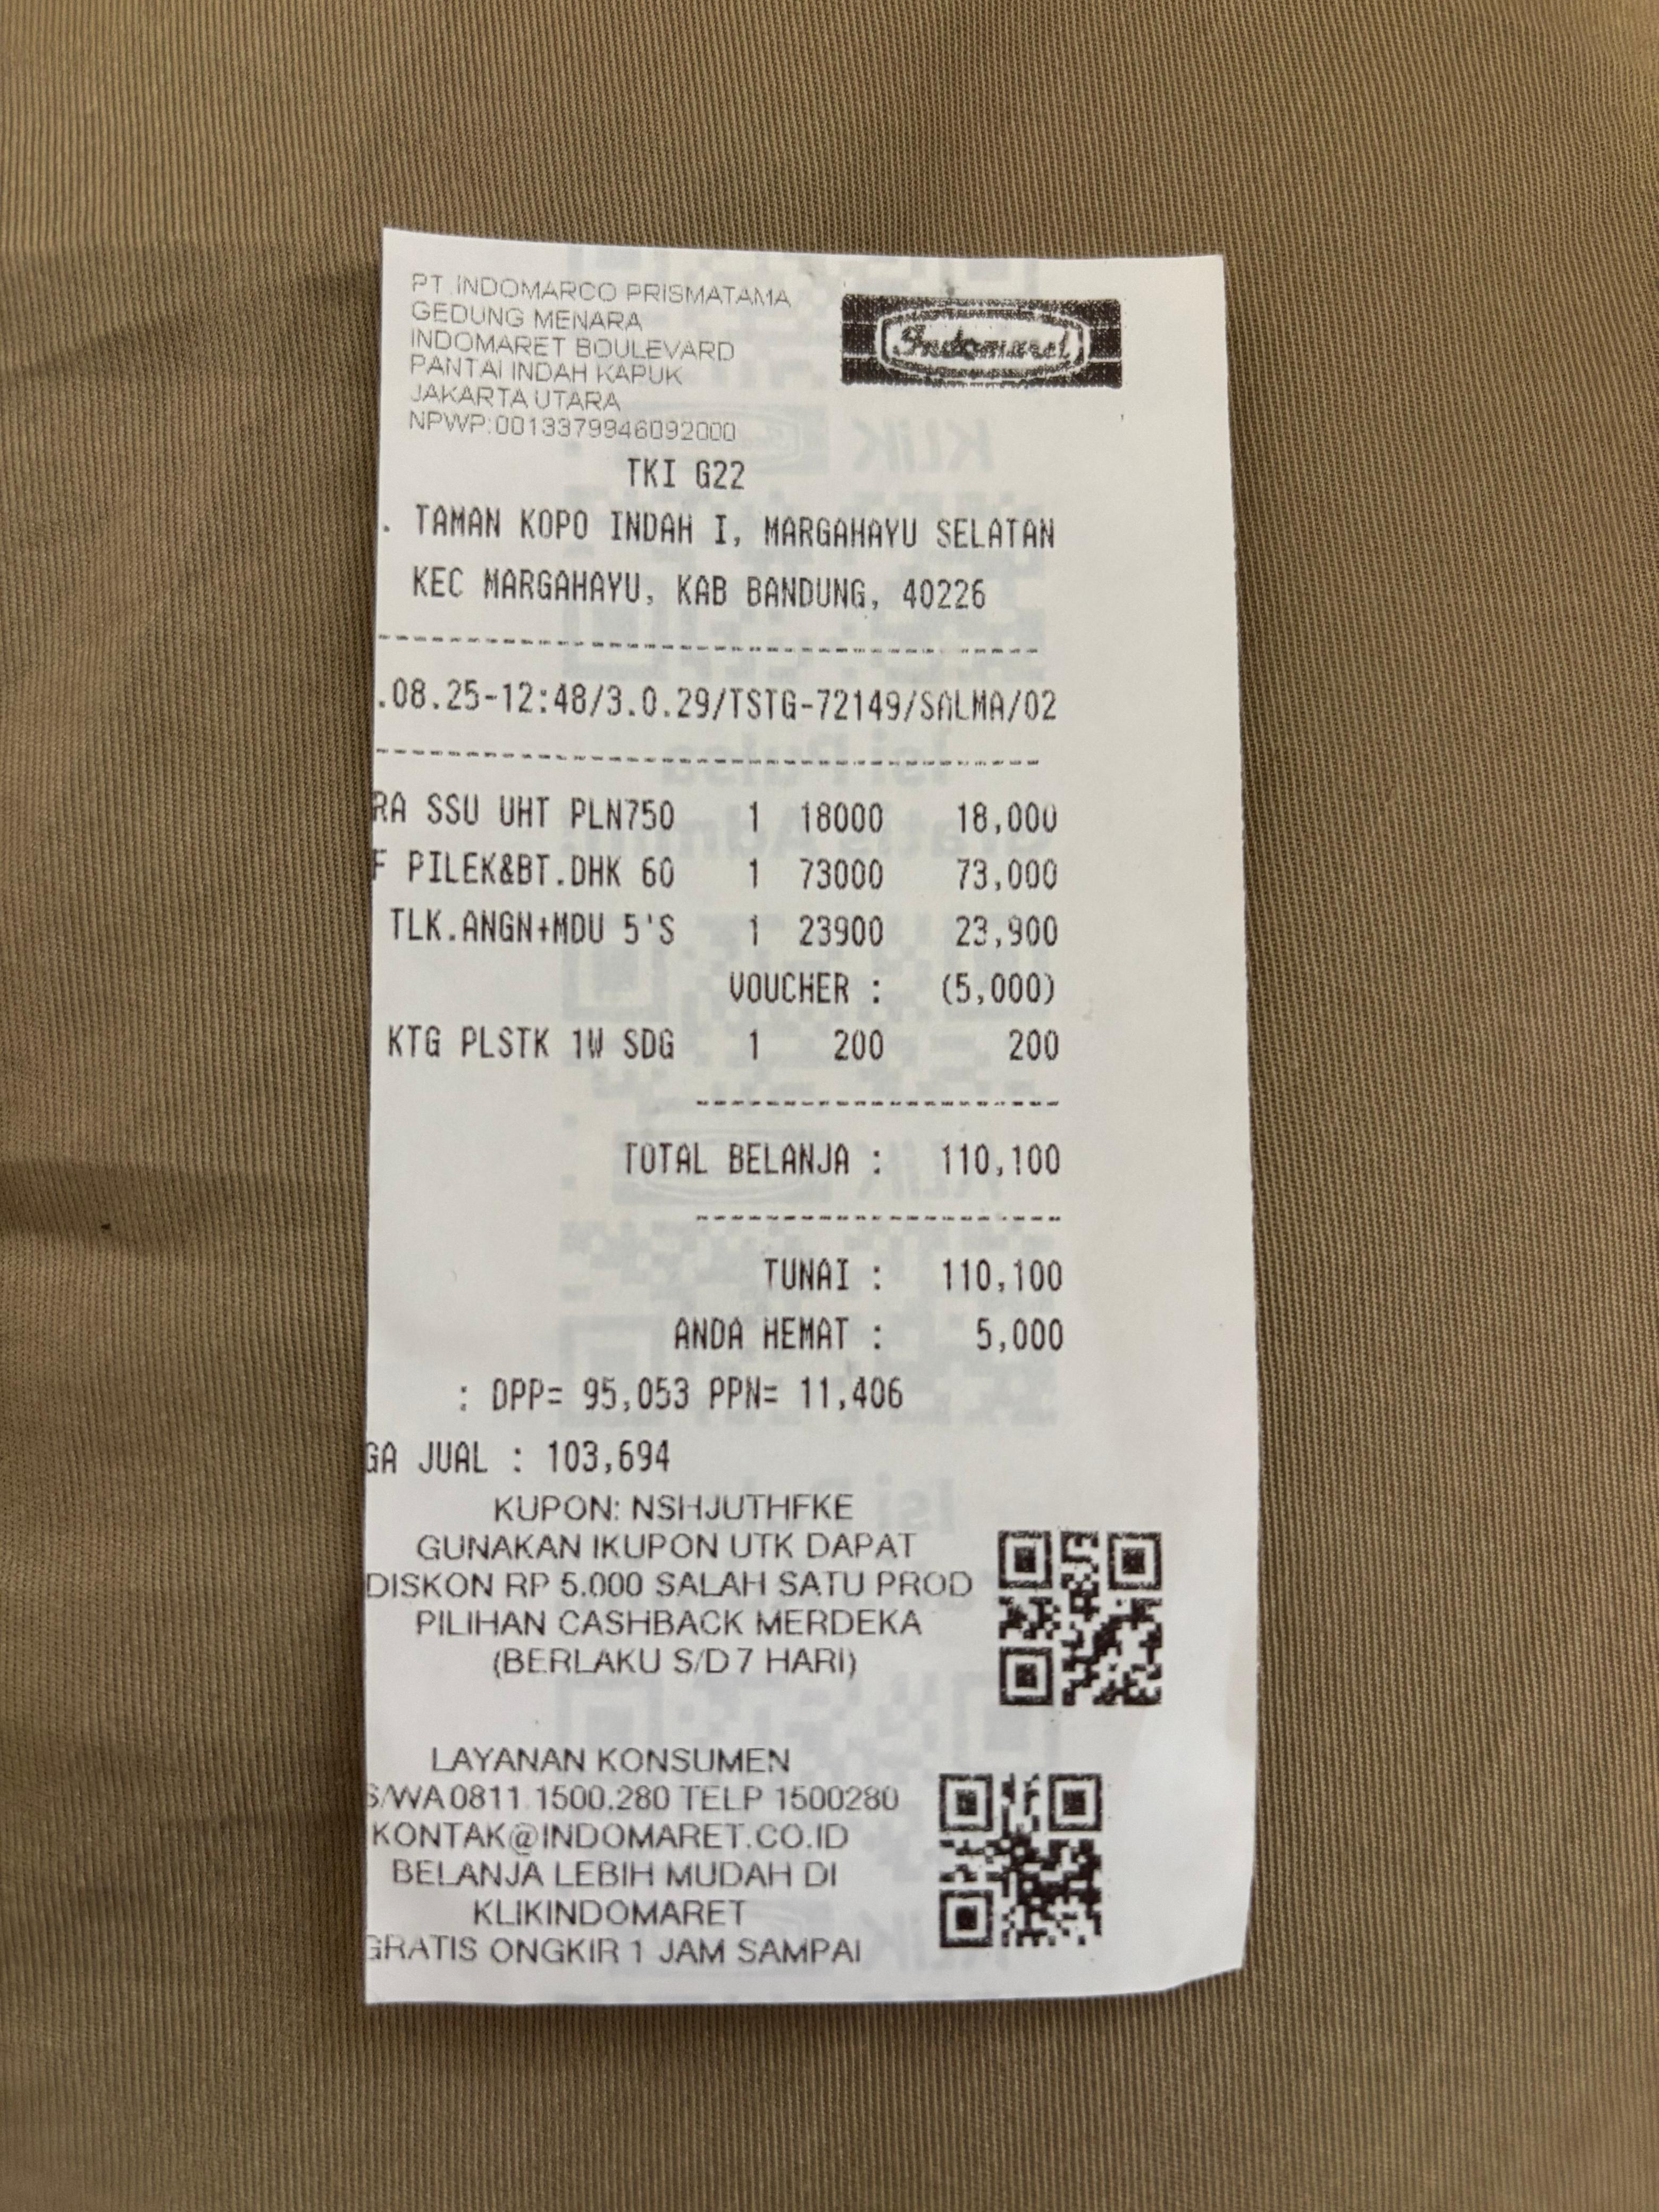 PT.INDOMARCO PRISMATAMA
GEDUNG MENARA
INDOMARET BOULEVARD
PANTAI INDAH KAPUK
JAKARTA UTARA
NPWP:0013379946092000
Indomaret
TKI G22
. TAMAN KOPO INDAH I, MARGAHAYU SELATAN
KEC MARGAHAYU, KAB BANDUNG, 40226
.08.25-12:48/3.0.29/TSTG-72149/SALMA/02
RA SSU UHT PLN750 1 18000 18,000
F PILEK&BT.DHK 60 1 73000 73,000
TLK.ANGN+MDU 5'S 1 23900 23,900
VOUCHER : (5,000)
KTG PLSTK 1W SDG 1 200 200
TOTAL BELANJA : 110,100
TUNAI : 110,100
ANDA HEMAT : 5,000
: DPP= 95,053 PPN= 11,406
GA JUAL : 103,694
KUPON: NSHJUTHFKE
GUNAKAN IKUPON UTK DAPAT
DISKON RP 5.000 SALAH SATU PROD
PILIHAN CASHBACK MERDEKA
(BERLAKU S/D 7 HARI)
LAYANAN KONSUMEN
S/WA 0811.1500.280 TELP 1500280
KONTAK@INDOMARET.CO.ID
BELANJA LEBIH MUDAH DI
KLIKINDOMARET
GRATIS ONGKIR 1 JAM SAMPAI